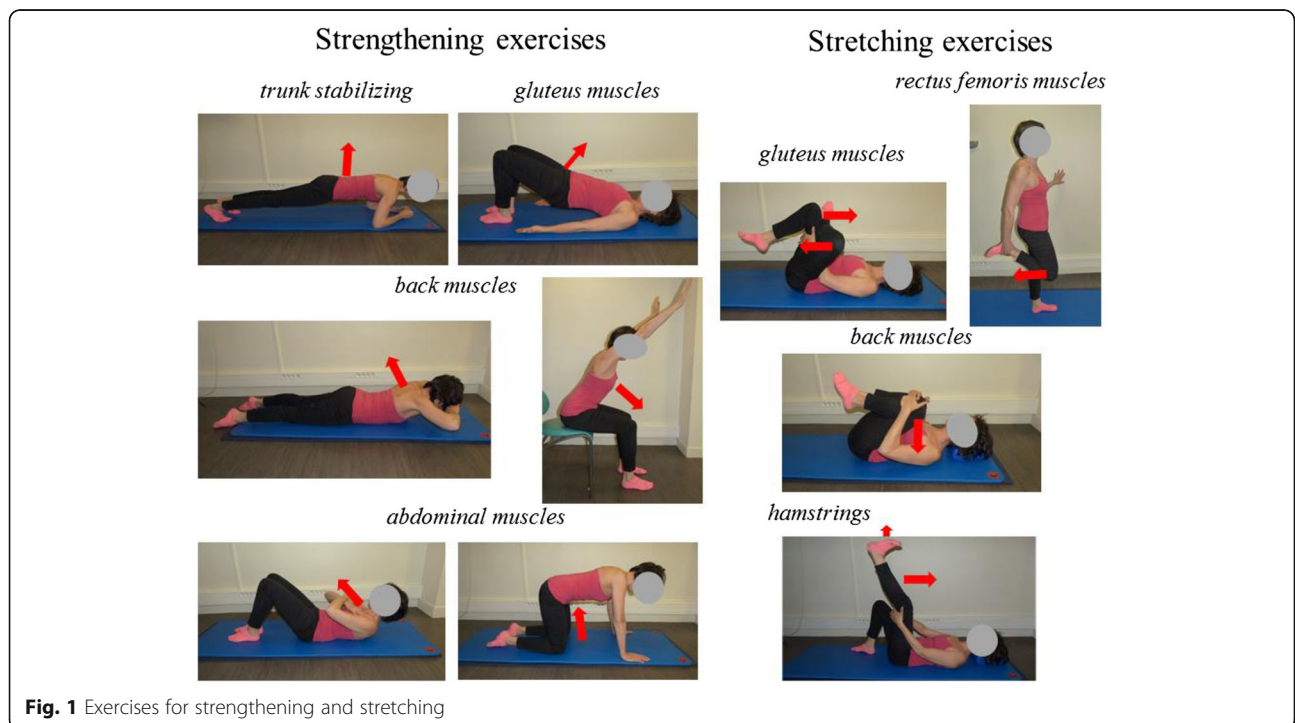 Strengthening exercises
Stretching exercises
trunk stabilizing
gluteus muscles
rectus femoris muscles
gluteus muscles
back muscles
back muscles
abdominal muscles
hamstrings
Fig. 1 Exercises for strengthening and stretching